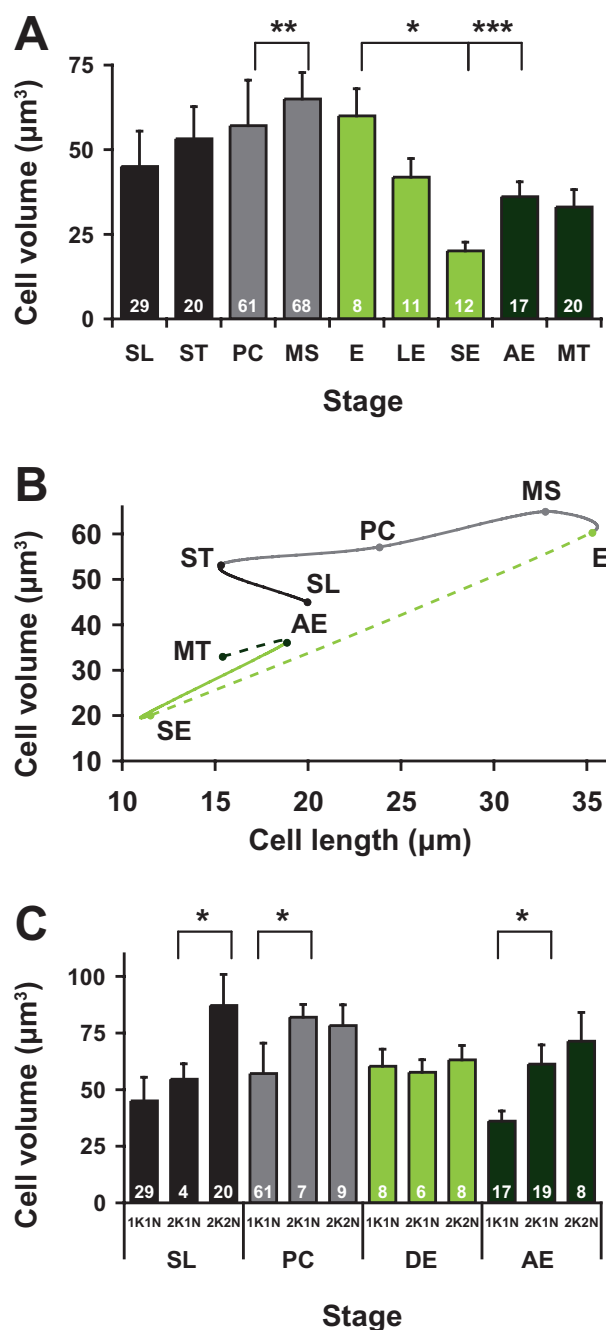 A
** * ***
Cell volume (µm³)
75
50
25
0
29 20 61 68 8 11 12 17 20
SL ST PC MS E LE SE AE MT
Stage
B
Cell volume (µm³)
60
50
40
30
20
10
MS
PC
ST
E
SL
AE
MT
SE
10 15 20 25 30 35
Cell length (µm)
C
* * *
Cell volume (µm³)
100
75
50
25
0
29 4 20 61 7 9 8 6 8 17 19 8
1K1N 2K1N 2K2N 1K1N 2K1N 2K2N 1K1N 2K1N 2K2N 1K1N 2K1N 2K2N
SL PC DE AE
Stage